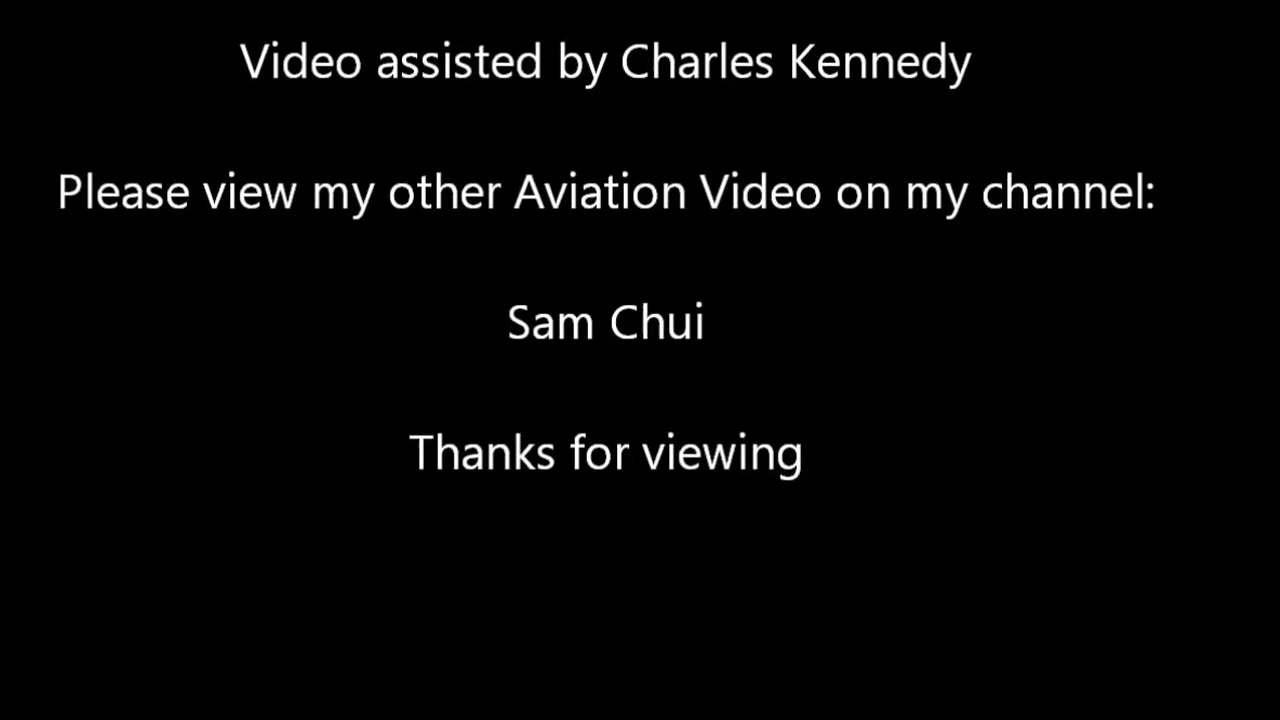 Video assisted by Charles Kennedy
Please view my other Aviation Video on my channel:
Sam Chui
Thanks for viewing